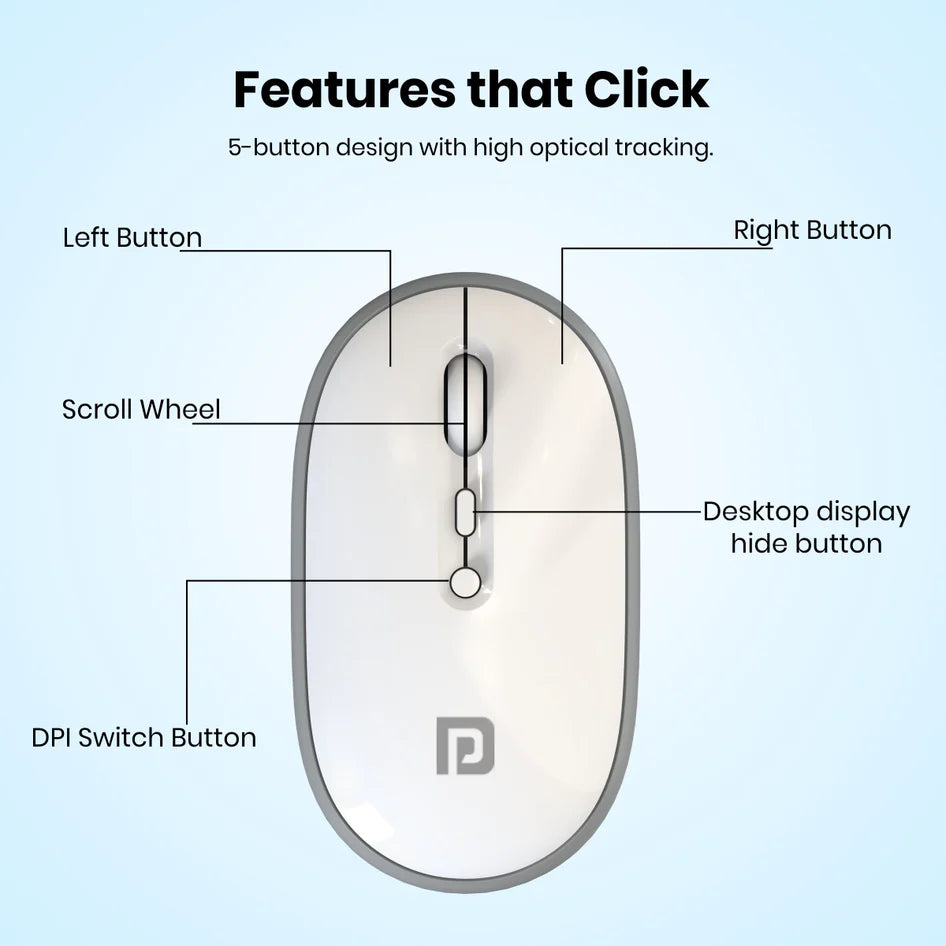 Features that Click
5-button design with high optical tracking.
Left Button
Right Button
Scroll Wheel
Desktop display
hide button
DPI Switch Button